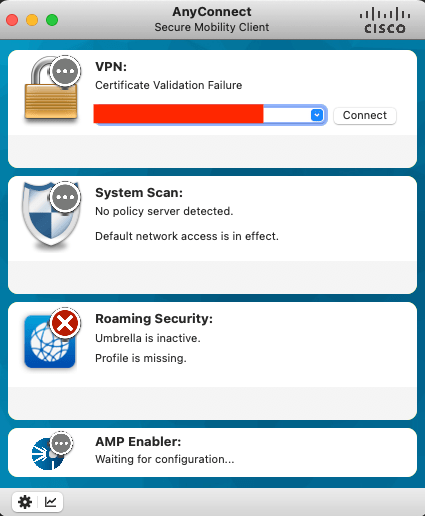 AnyConnect
Secure Mobility Client
CISCO
VPN:
Certificate Validation Failure
Connect
System Scan:
No policy server detected.
Default network access is in effect.
Roaming Security:
Umbrella is inactive.
Profile is missing.
AMP Enabler:
Waiting for configuration...